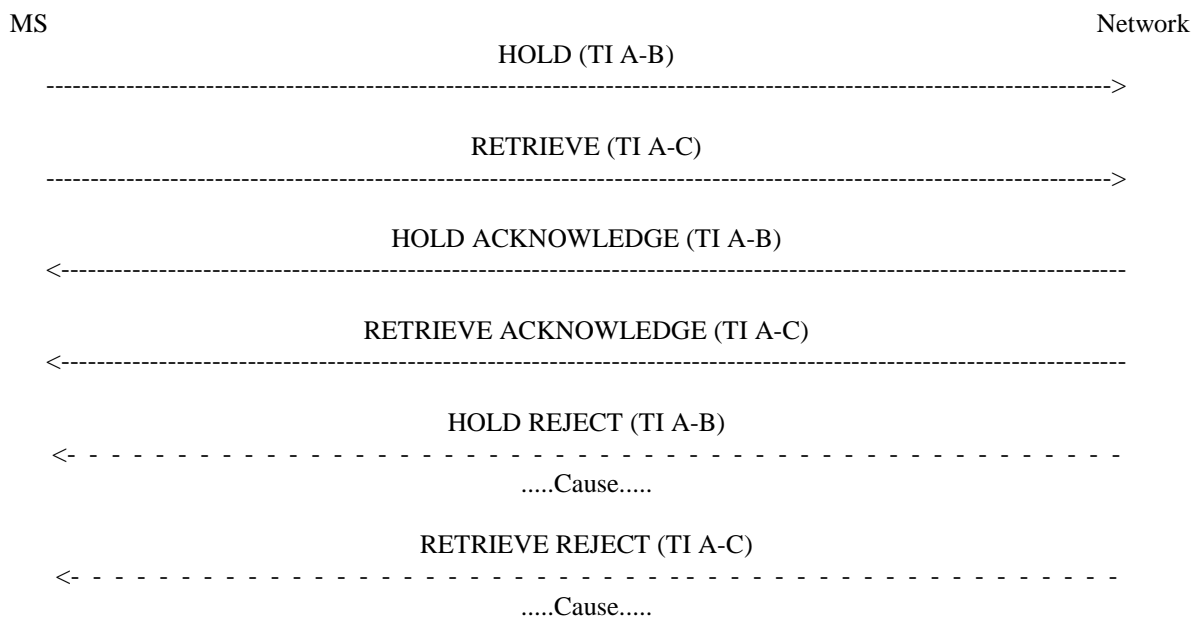 MS Network
HOLD (TI A-B)
RETRIEVE (TI A-C)
HOLD ACKNOWLEDGE (TI A-B)
RETRIEVE ACKNOWLEDGE (TI A-C)
HOLD REJECT (TI A-B)
.....Cause.....
RETRIEVE REJECT (TI A-C)
.....Cause.....